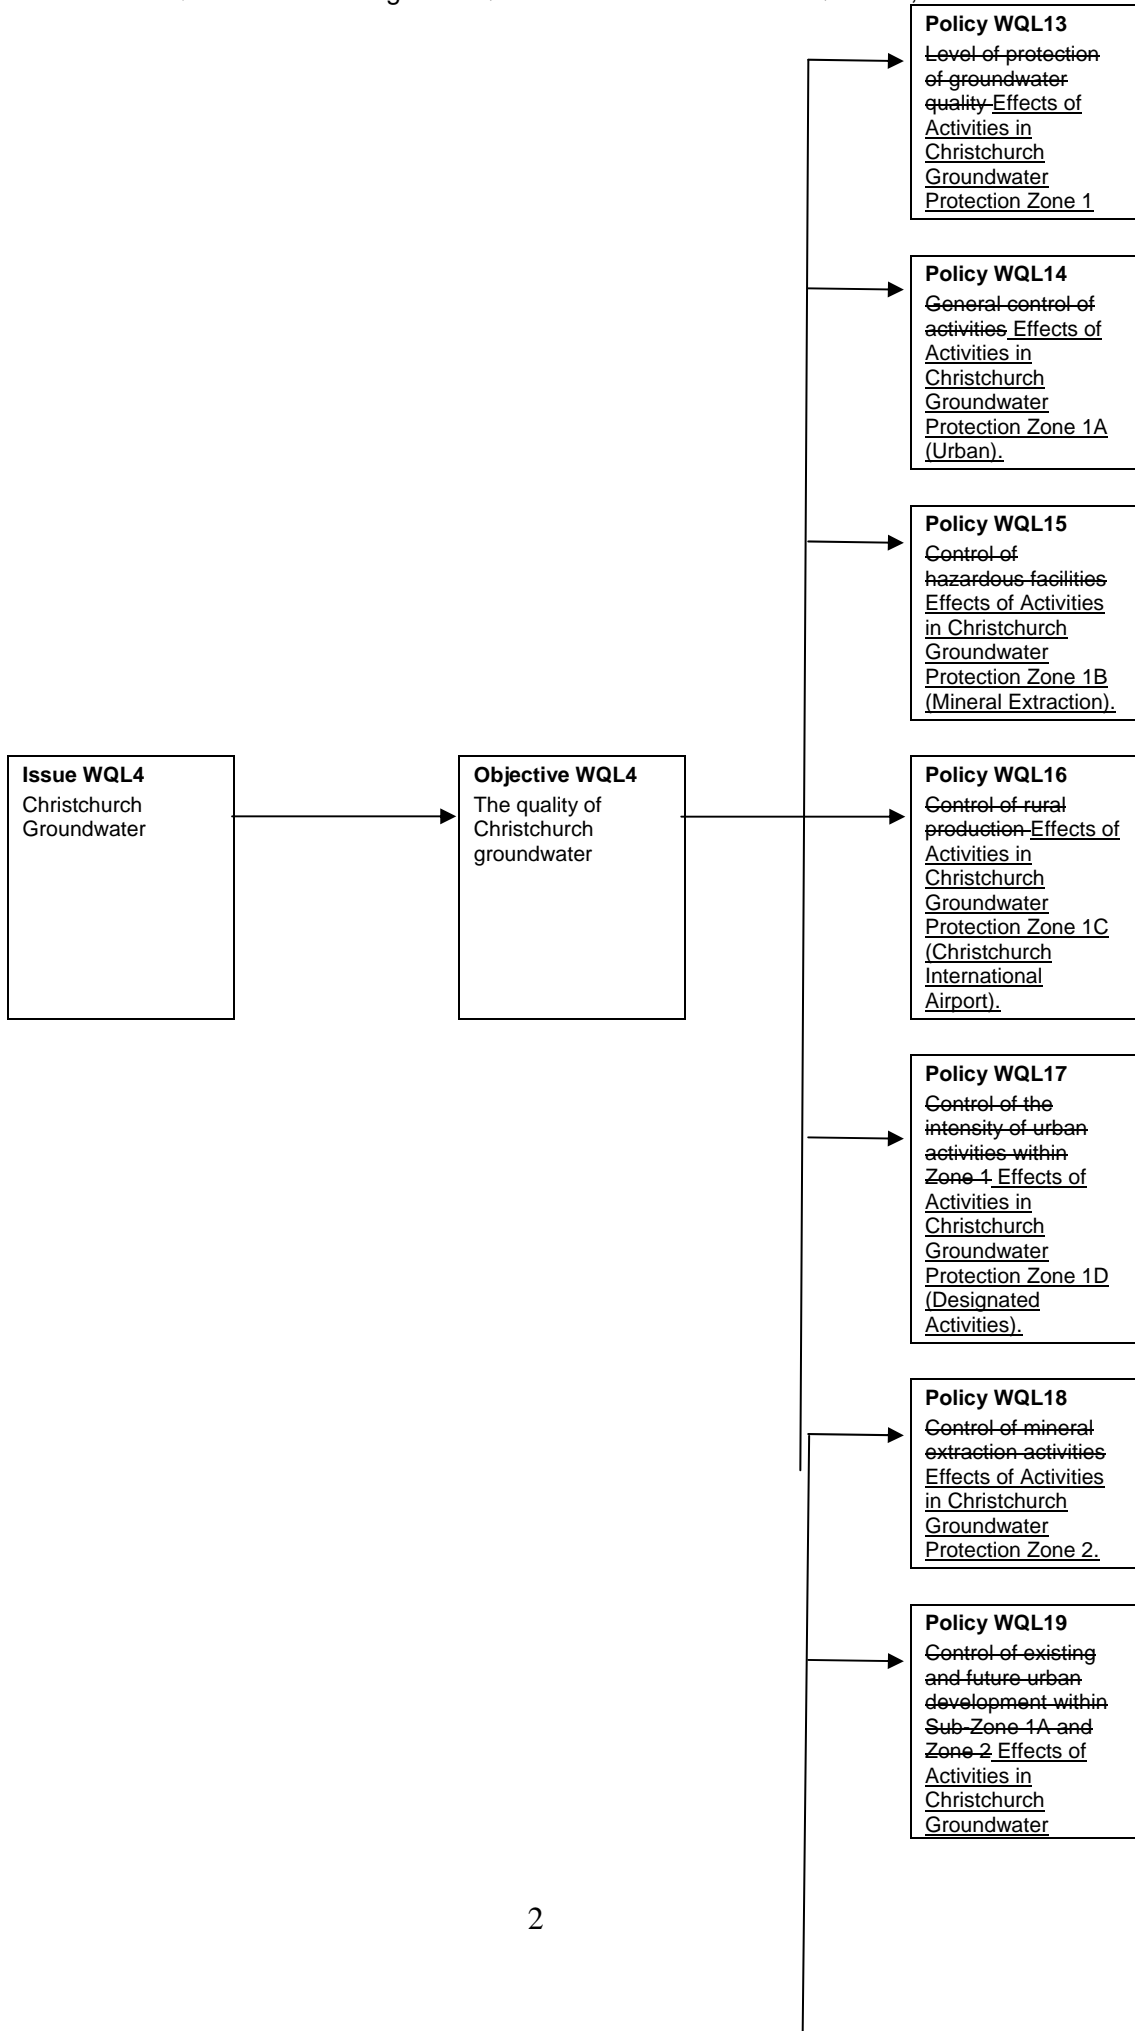 Policy WQL13
Level of protection
of groundwater
quality Effects of
Activities in
Christchurch
Groundwater
Protection Zone 1
Policy WQL14
General control of
activities Effects of
Activities in
Christchurch
Groundwater
Protection Zone 1A
(Urban).
Policy WQL15
Control of
hazardous facilities
Effects of Activities
in Christchurch
Groundwater
Protection Zone 1B
(Mineral Extraction).
Issue WQL4
Christchurch
Groundwater
Objective WQL4
The quality of
Christchurch
groundwater
Policy WQL16
Control of rural
production Effects of
Activities in
Christchurch
Groundwater
Protection Zone 1C
(Christchurch
International
Airport).
Policy WQL17
Control of the
intensity of urban
activities within
Zone 1 Effects of
Activities in
Christchurch
Groundwater
Protection Zone 1D
(Designated
Activities).
Policy WQL18
Control of mineral
extraction activities
Effects of Activities
in Christchurch
Groundwater
Protection Zone 2.
Policy WQL19
Control of existing
and future urban
development within
Sub-Zone 1A and
Zone 2 Effects of
Activities in
Christchurch
Groundwater
2